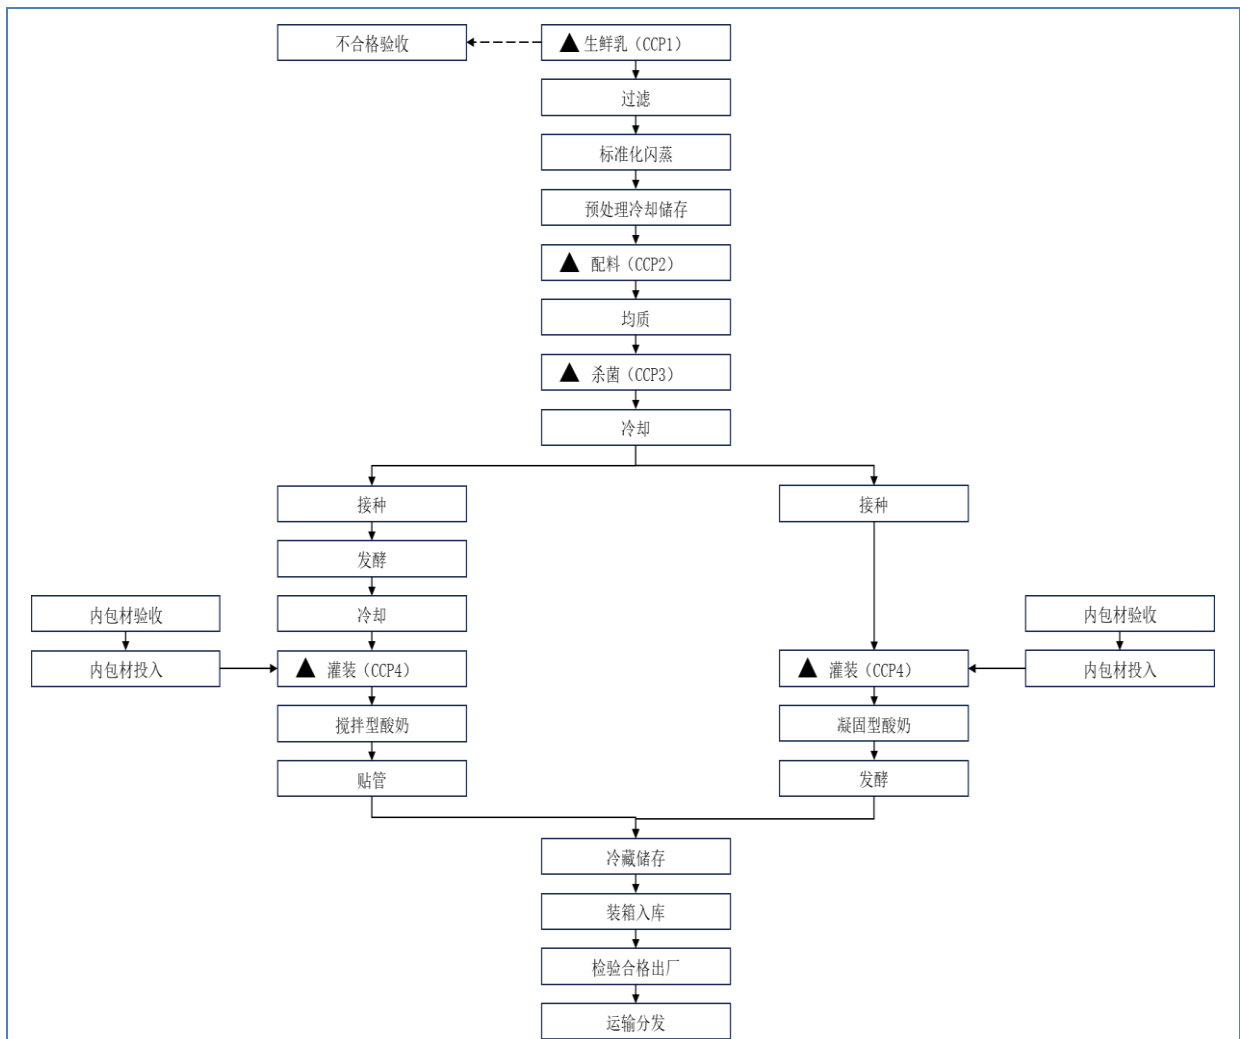 不合格验收
▲生鲜乳（CCP1）
过滤
标准化闪蒸
预处理冷却储存
▲ 配料（CCP2）
均质
▲ 杀菌（CCP3）
冷却
接种
接种
发酵
内包材验收
冷却
内包材验收
内包材投入
▲ 灌装（CCP4）
▲ 灌装（CCP4）
内包材投入
搅拌型酸奶
凝固型酸奶
贴管
发酵
冷藏储存
装箱入库
检验合格出厂
运输分发